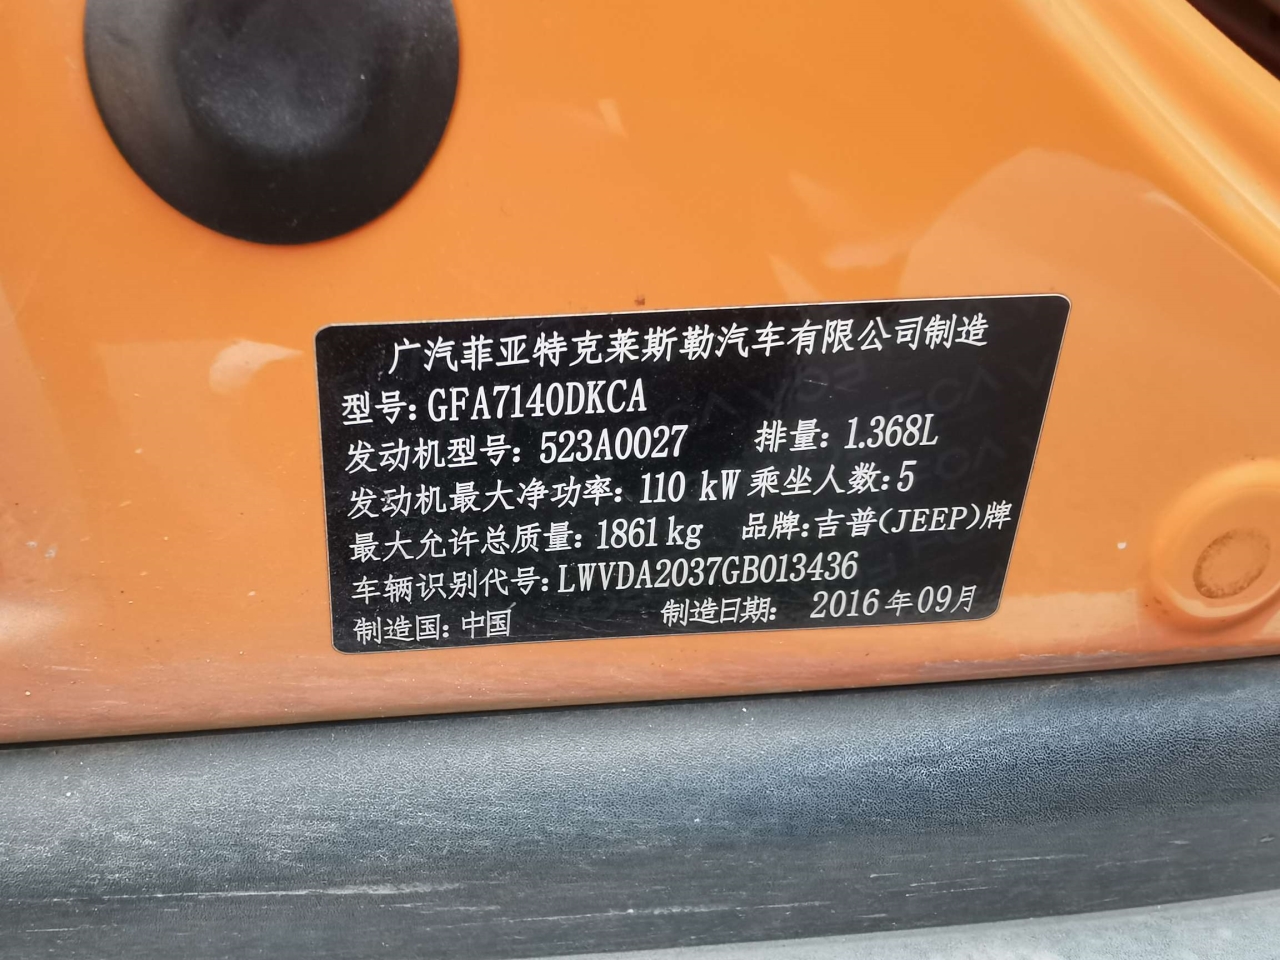 广汽菲亚特克莱斯勒汽车有限公司制造
型号: GFA7140DKCA
发动机型号: 523A0027 排量: 1.368L
发动机最大净功率: 110 kW 乘坐人数: 5
最大允许总质量: 1861 kg 品牌: 吉普(JEEP)牌
车辆识别代号: LWVDA2037GB013436
制造国: 中国 制造日期: 2016年09月